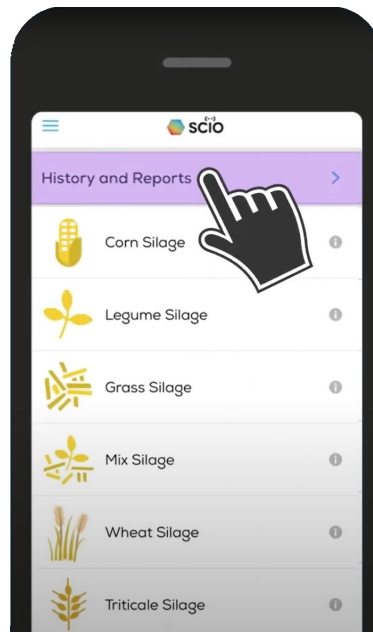 SCiO
History and Reports
Corn Silage
Legume Silage
Grass Silage
Mix Silage
Wheat Silage
Triticale Silage